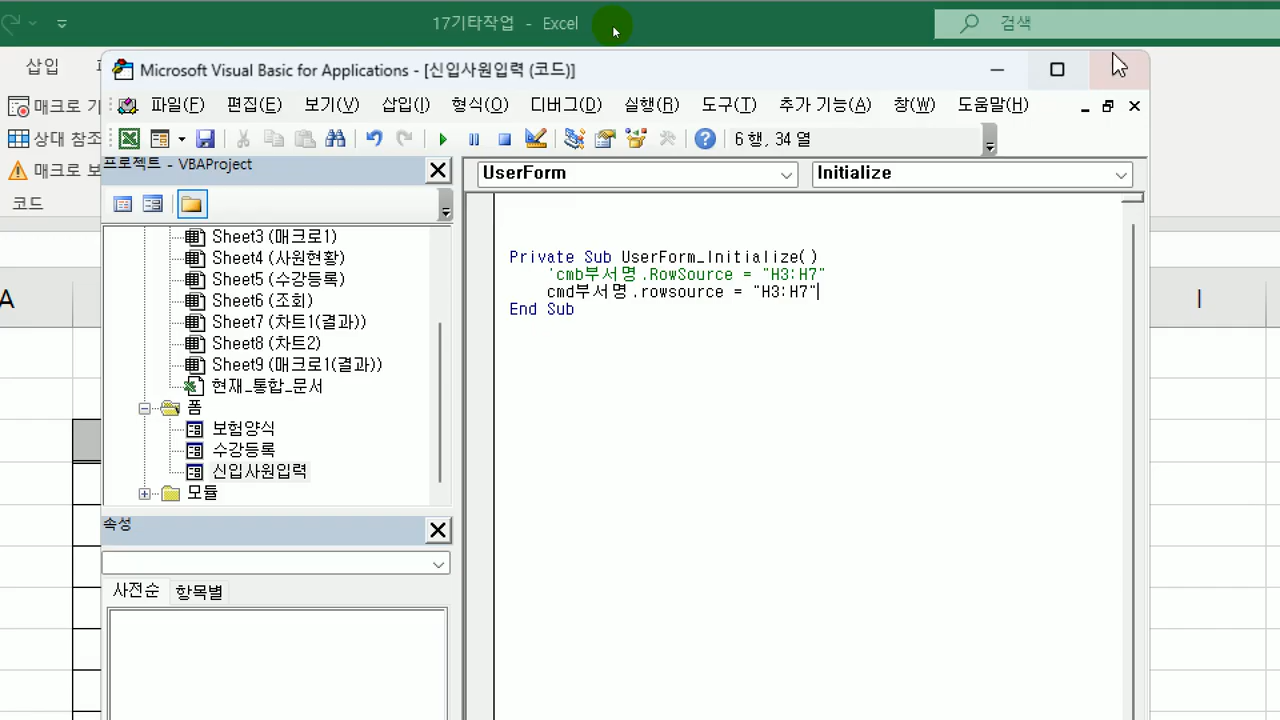 17기타작업 - Excel
검색
삽입
매크로 기
상대 참조
매크로 보
코드
A
I
Microsoft Visual Basic for Applications - [신입사원입력 (코드)]
파일(F) 편집(E) 보기(V) 삽입(I) 형식(O) 디버그(D) 실행(R) 도구(T) 추가 기능(A) 창(W) 도움말(H)
6 행, 34 열
프로젝트 - VBAProject
Sheet3 (매크로1)
Sheet4 (사원현황)
Sheet5 (수강등록)
Sheet6 (조회)
Sheet7 (차트1(결과))
Sheet8 (차트2)
Sheet9 (매크로1(결과))
현재_통합_문서
폼
보험양식
수강등록
신입사원입력
모듈
속성
사전순 항목별
UserForm
Initialize
Private Sub UserForm_Initialize()
'cmb부서명.RowSource = "H3:H7"
cmd부서명.rowsource = "H3:H7"
End Sub